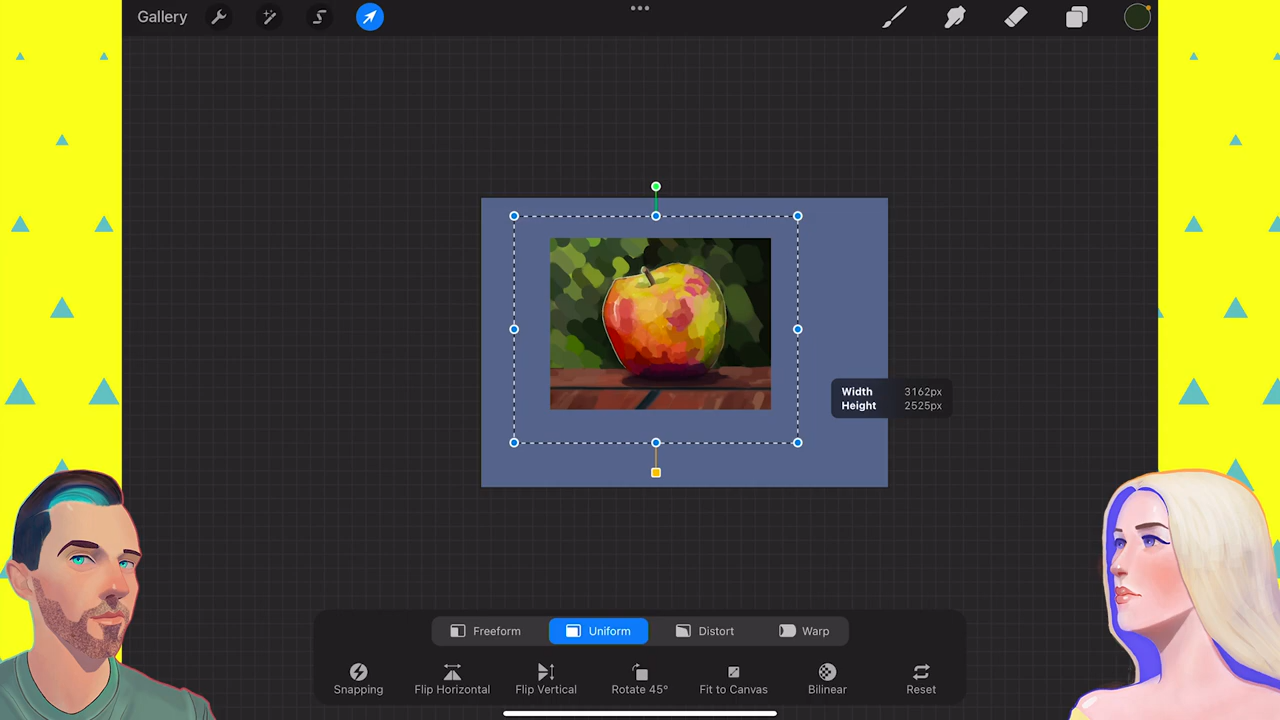 Gallery
Width 3162px
Height 2525px
Freeform Uniform Distort Warp
Snapping Flip Horizontal Flip Vertical Rotate 45° Fit to Canvas Bilinear Reset